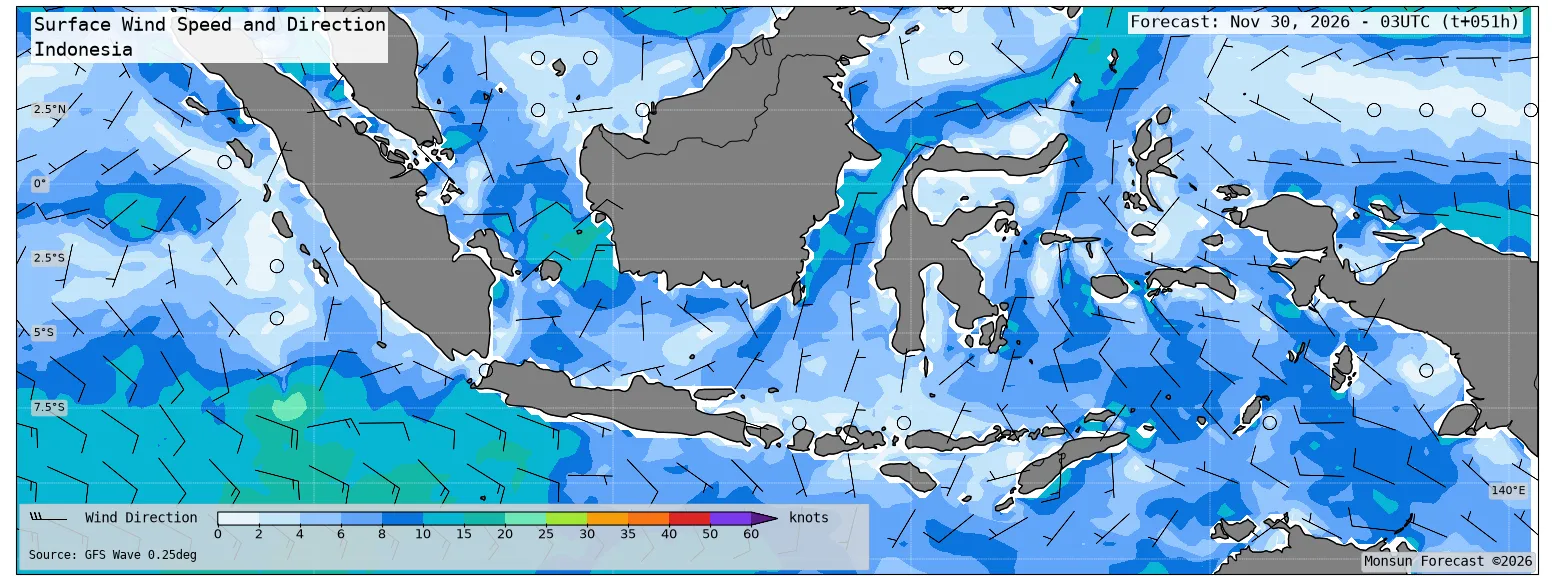 Surface Wind Speed and Direction
Indonesia
Forecast: Nov 30, 2026 - 03UTC (t+051h)
2.5°N
0°
2.5°S
5°S
7.5°S
140°E
Wind Direction
0 2 4 6 8 10 15 20 25 30 35 40 50 60
knots
Source: GFS Wave 0.25deg
Monsun Forecast ©2026